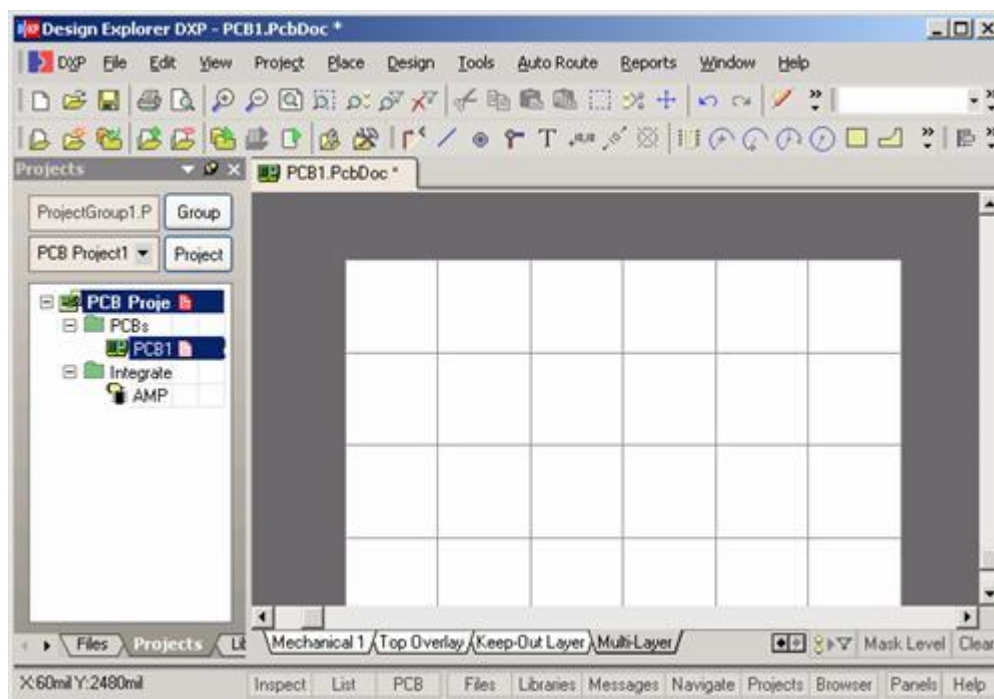 Design Explorer DXP - PCB1.PcbDoc *
DXP File Edit View Project Place Design Tools Auto Route Reports Window Help
Projects
PCB1.PcbDoc *
ProjectGroup1.P Group
PCB Project1 Project
PCB Proje
PCBs
PCB1
Integrate
AMP
Files Projects Lit
Mechanical 1 Top Overlay Keep-Out Layer Multi-Layer Mask Level Clear
X:60mil Y:2480mil Inspect List PCB Files Libraries Messages Navigate Projects Browser Panels Help